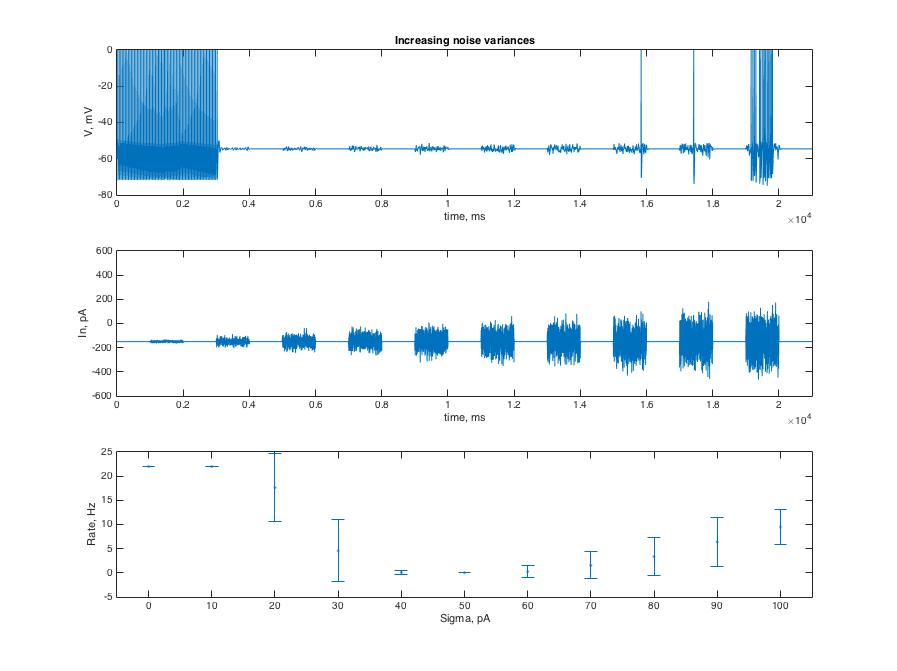 Increasing noise variances
0
-20
-40
-60
-80
V, mV
0 0.2 0.4 0.6 0.8 1 1.2 1.4 1.6 1.8 2
time, ms
×10⁴
600
400
200
0
-200
-400
-600
In, pA
0 0.2 0.4 0.6 0.8 1 1.2 1.4 1.6 1.8 2
time, ms
×10⁴
25
20
15
10
5
0
-5
Rate, Hz
0 10 20 30 40 50 60 70 80 90 100
Sigma, pA